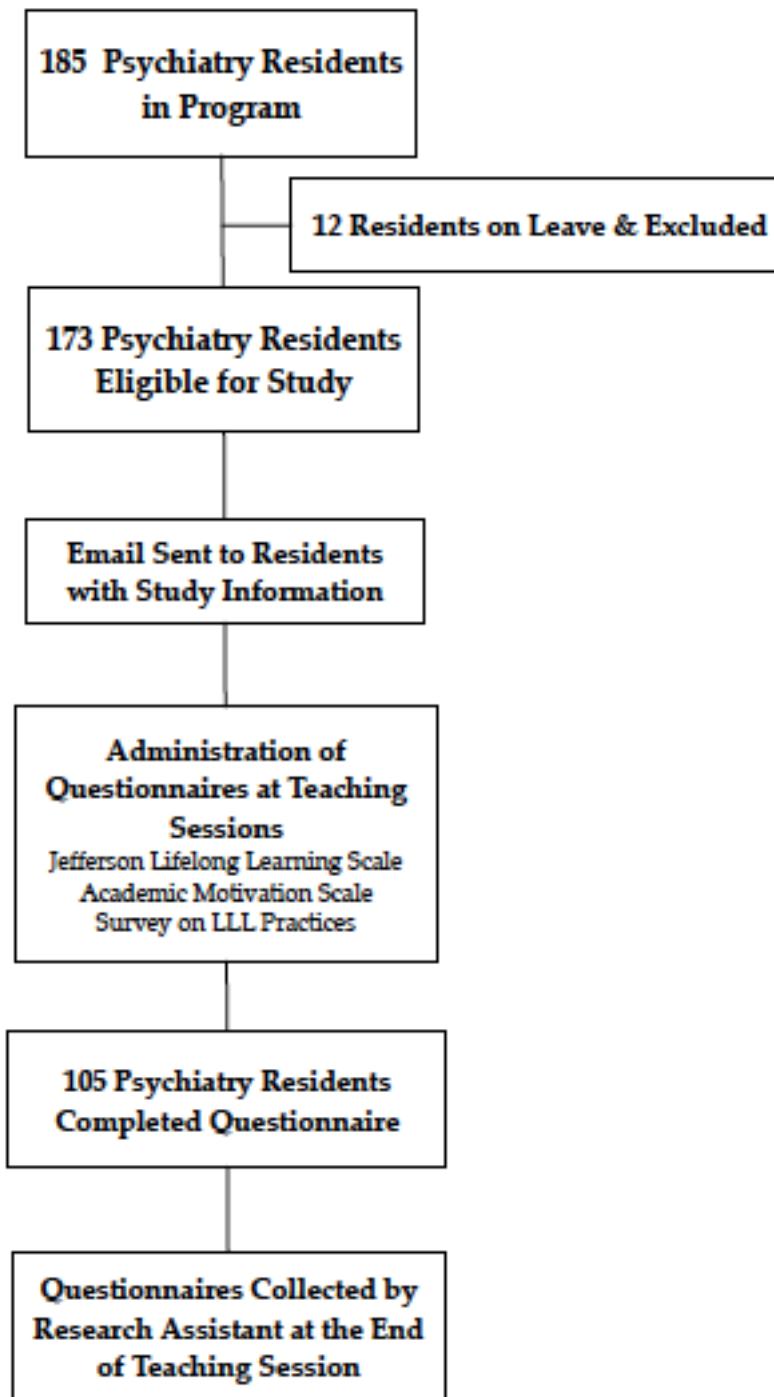 185 Psychiatry Residents
in Program
12 Residents on Leave & Excluded
173 Psychiatry Residents
Eligible for Study
Email Sent to Residents
with Study Information
Administration of
Questionnaires at Teaching
Sessions
Jefferson Lifelong Learning Scale
Academic Motivation Scale
Survey on LLL Practices
105 Psychiatry Residents
Completed Questionnaire
Questionnaires Collected by
Research Assistant at the End
of Teaching Session